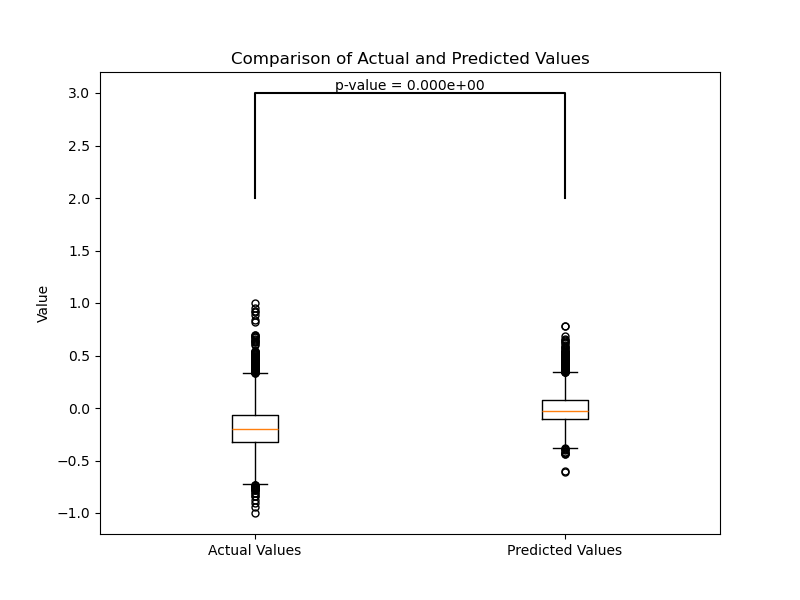 Comparison of Actual and Predicted Values
p-value = 0.000e+00
3.0
2.5
2.0
1.5
1.0
0.5
0.0
−0.5
−1.0
Value
Actual Values
Predicted Values